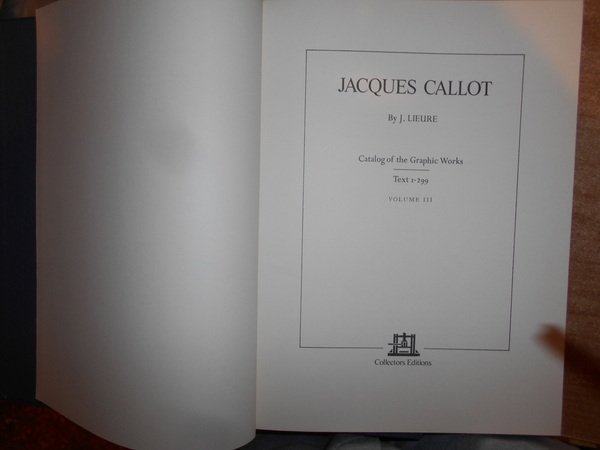 JACQUES CALLOT
By J. LIEURE
Catalog of the Graphic Works
Text 1-299
VOLUME III
Collectors Editions